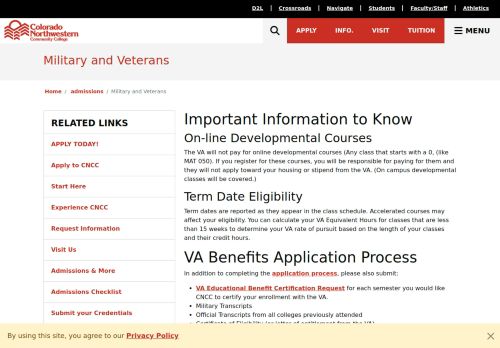 D2L | Crossroads | Navigate | Students | Faculty/Staff | Athletics
Colorado
Northwestern
Community College
APPLY INFO. VISIT TUITION MENU
Military and Veterans
Home / admissions / Military and Veterans
RELATED LINKS
APPLY TODAY!
Apply to CNCC
Start Here
Experience CNCC
Request Information
Visit Us
Admissions & More
Admissions Checklist
Submit your Credentials
Important Information to Know
On-line Developmental Courses
The VA will not pay for online developmental courses (Any class that starts with a 0, (like
MAT 050). If you register for these courses, you will be responsible for paying for them and
they will not apply toward your housing or stipend from the VA. (On campus developmental
classes will be covered.)
Term Date Eligibility
Term dates are reported as they appear in the class schedule. Accelerated courses may
affect your eligibility. You can calculate your VA Equivalent Hours for classes that are less
than 15 weeks to determine your VA rate of pursuit based on the length of your classes
and their credit hours.
VA Benefits Application Process
In addition to completing the application process, please also submit:
VA Educational Benefit Certification Request for each semester you would like
CNCC to certify your enrollment with the VA.
Military Transcripts
Official Transcripts from all colleges previously attended
Certificate of Eligibility (or letter of entitlement from the VA)
By using this site, you agree to our Privacy Policy ×